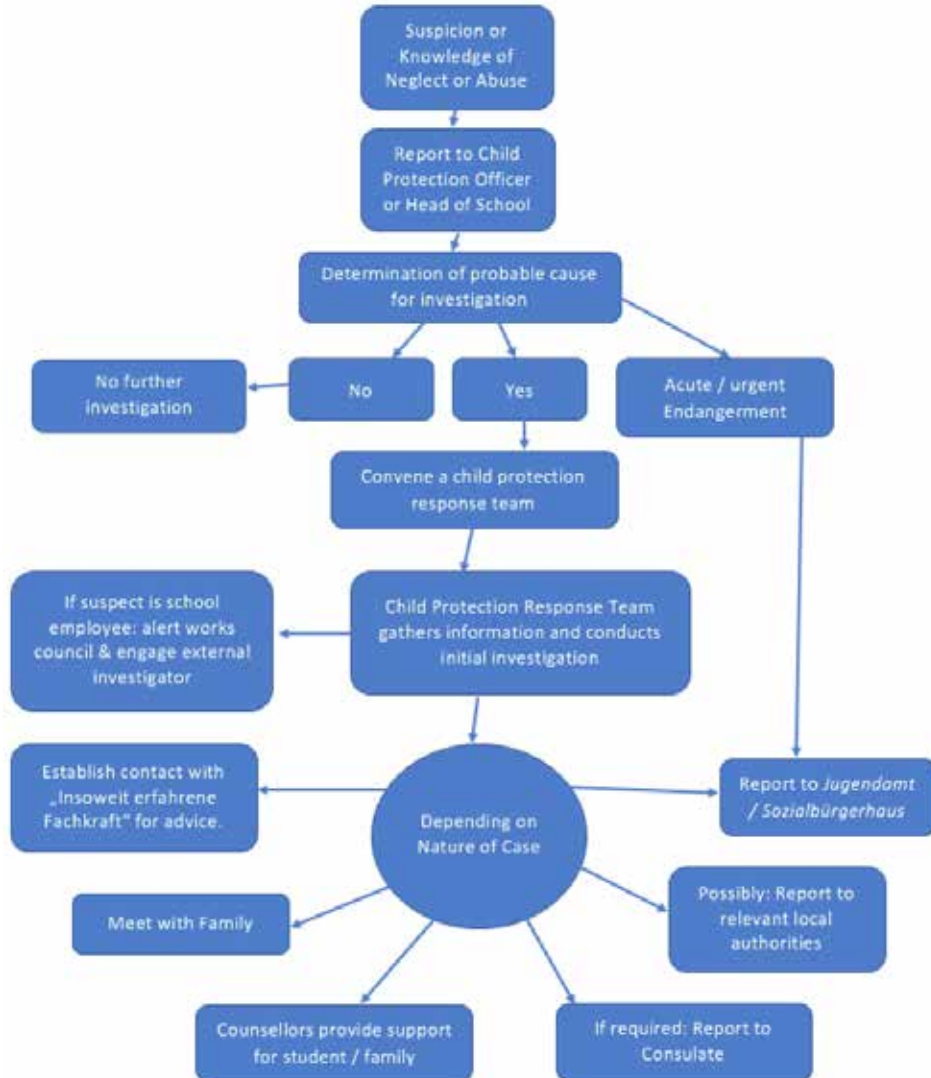 Suspicion or
Knowledge of
Neglect or Abuse
Report to Child
Protection Officer
or Head of School
Determination of probable cause
for investigation
No further
investigation
No
Yes
Acute / urgent
Endangerment
Convene a child protection
response team
If suspect is school
employee: alert works
council & engage external
investigator
Child Protection Response Team
gathers information and conducts
initial investigation
Establish contact with
„Insoweit erfahrene
Fachkraft“ for advice.
Depending on
Nature of Case
Report to Jugendamt
/ Sozialbürgerhaus
Meet with Family
Possibly: Report to
relevant local
authorities
Counsellors provide support
for student / family
If required: Report to
Consulate